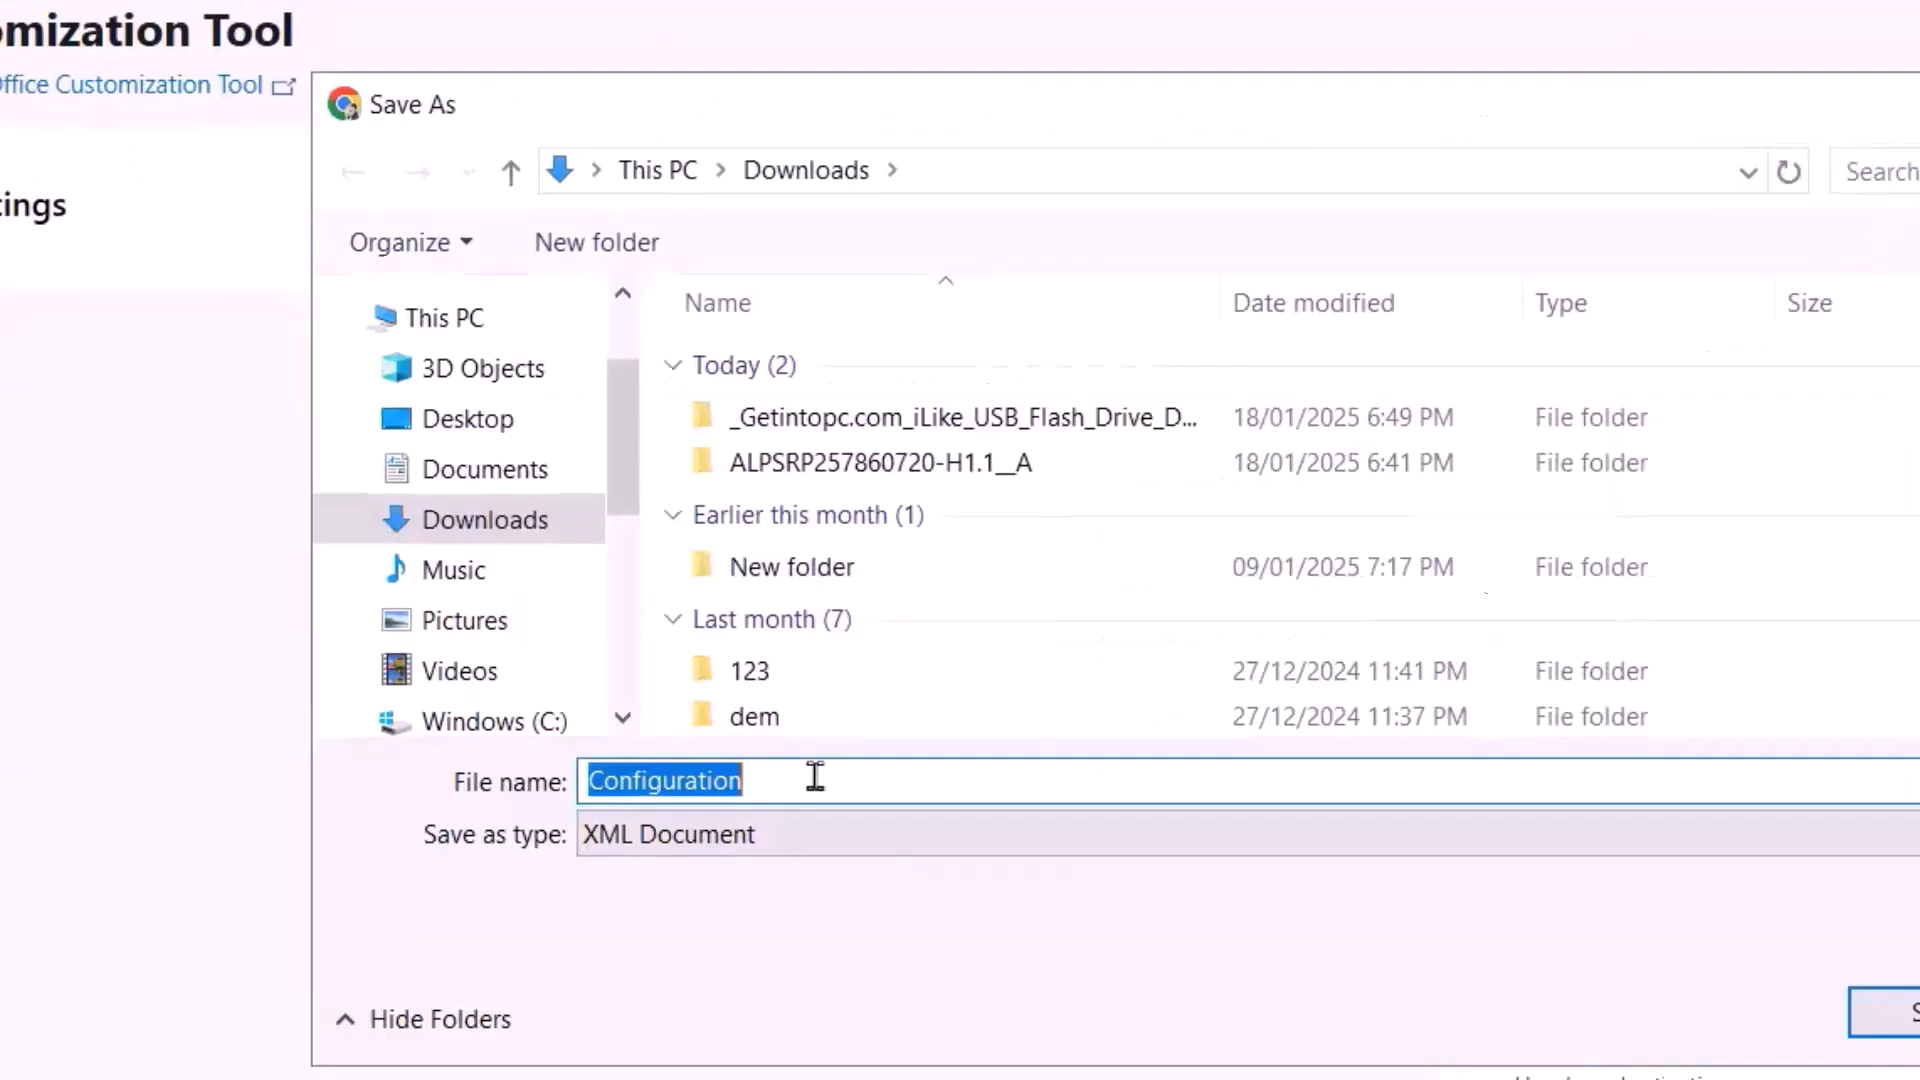 omization Tool
ffice Customization Tool
tings
Save As
This PC > Downloads >
Search
Organize
New folder
Name
Date modified
Type
Size
This PC
3D Objects
Desktop
Documents
Downloads
Music
Pictures
Videos
Windows (C:)
Today (2)
_Getintopc.com_iLike_USB_Flash_Drive_D... 18/01/2025 6:49 PM File folder
ALPSRP257860720-H1.1__A 18/01/2025 6:41 PM File folder
Earlier this month (1)
New folder 09/01/2025 7:17 PM File folder
Last month (7)
123 27/12/2024 11:41 PM File folder
dem 27/12/2024 11:37 PM File folder
File name: Configuration
Save as type: XML Document
Hide Folders
S